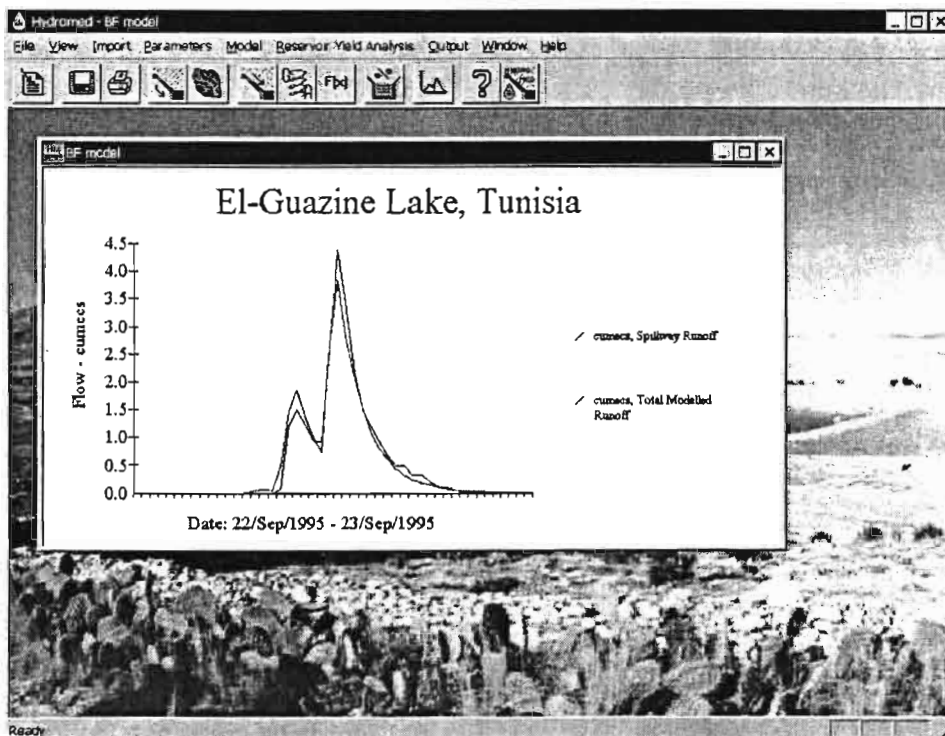 Hydromed - BF model
File View Import Parameters Model Reservoir Yield Analysis Output Window Help
F(x)
BF model
El-Guazine Lake, Tunisia
4.5
4.0
3.5
3.0
2.5
2.0
1.5
1.0
0.5
0.0
Flow - cumecs
cumecs, Spillway Runoff
cumecs, Total Modelled
Runoff
Date: 22/Sep/1995 - 23/Sep/1995
Ready